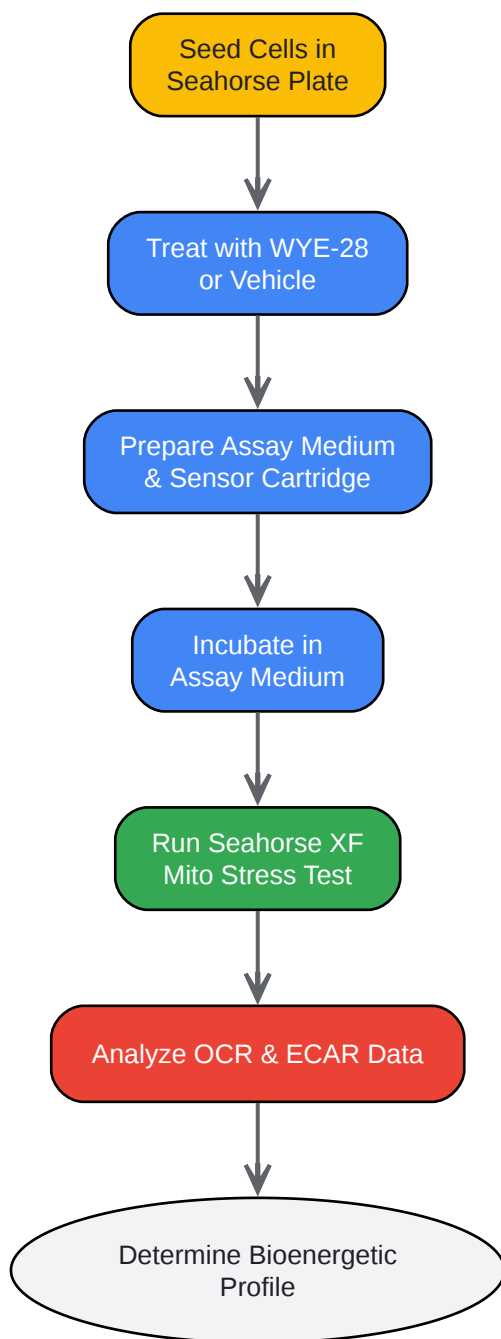 Seed Cells in
Seahorse Plate
Treat with WYE-28
or Vehicle
Prepare Assay Medium
& Sensor Cartridge
Incubate in
Assay Medium
Run Seahorse XF
Mito Stress Test
Analyze OCR & ECAR Data
Determine Bioenergetic
Profile